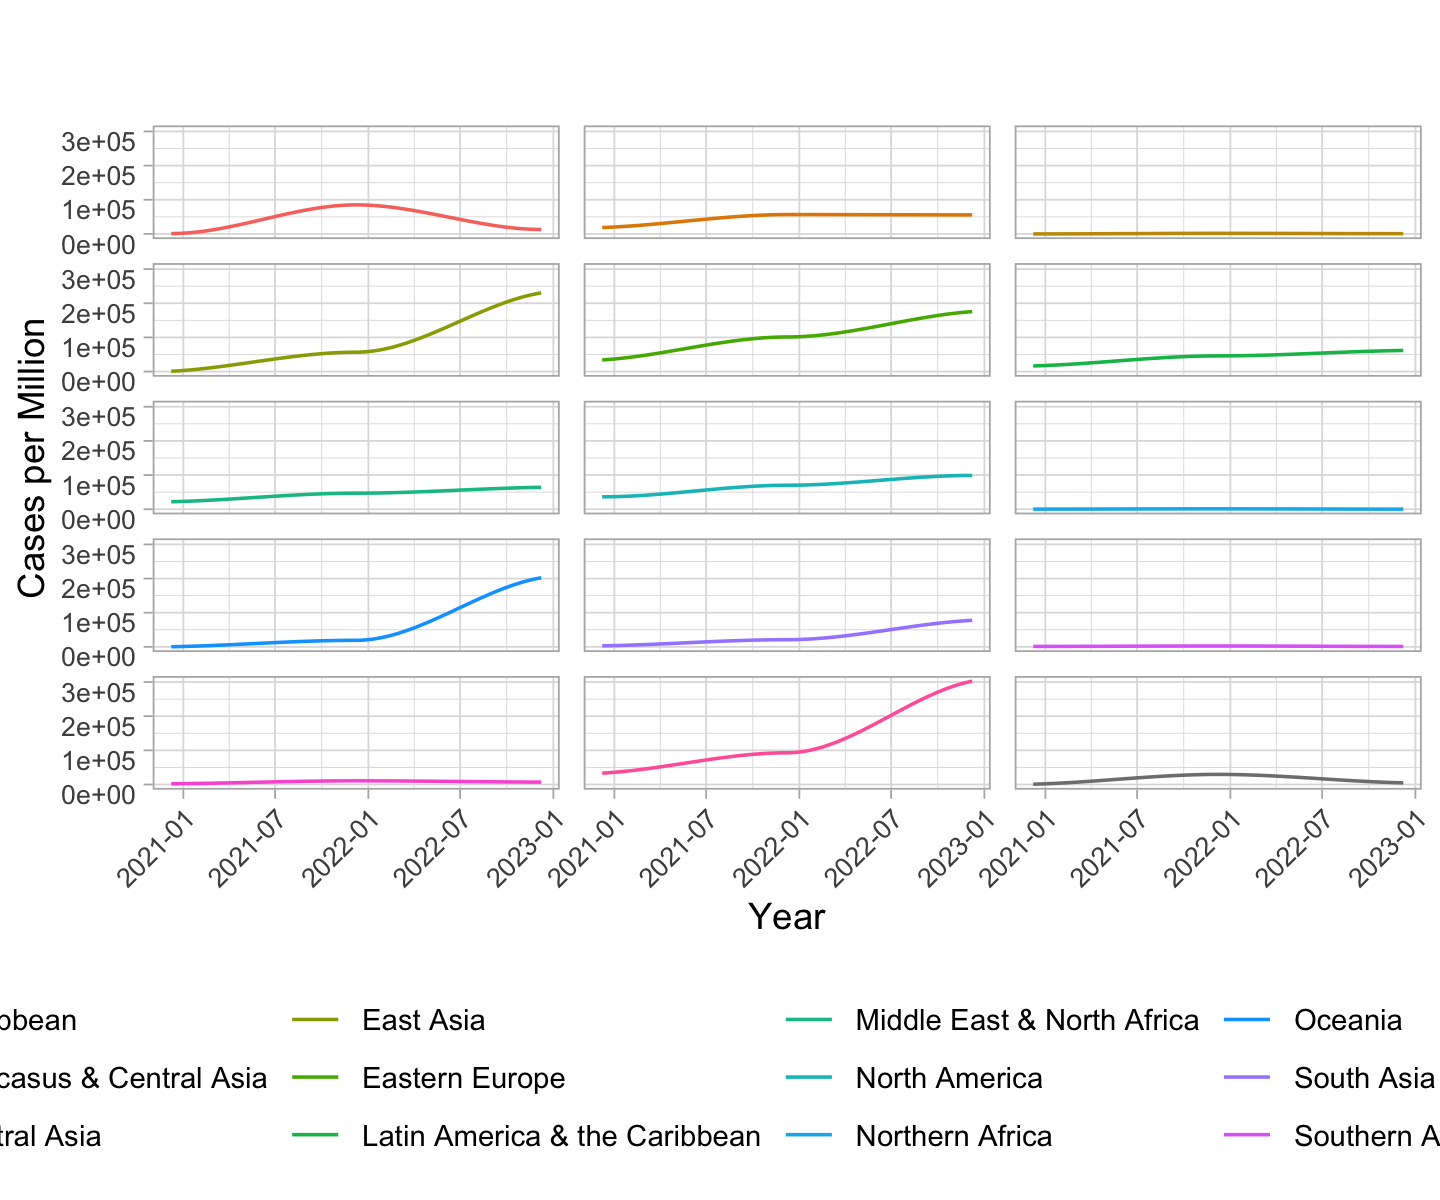 3e+05
2e+05
1e+05
0e+00
3e+05
2e+05
1e+05
0e+00
3e+05
2e+05
1e+05
0e+00
3e+05
2e+05
1e+05
0e+00
3e+05
2e+05
1e+05
0e+00
Cases per Million
2021-01 2021-07 2022-01 2022-07 2023-01 2021-01 2021-07 2022-01 2022-07 2023-01 2021-01 2021-07 2022-01 2022-07 2023-01
Year
bbean East Asia Middle East & North Africa Oceania
casus & Central Asia Eastern Europe North America South Asia
tral Asia Latin America & the Caribbean Northern Africa Southern A